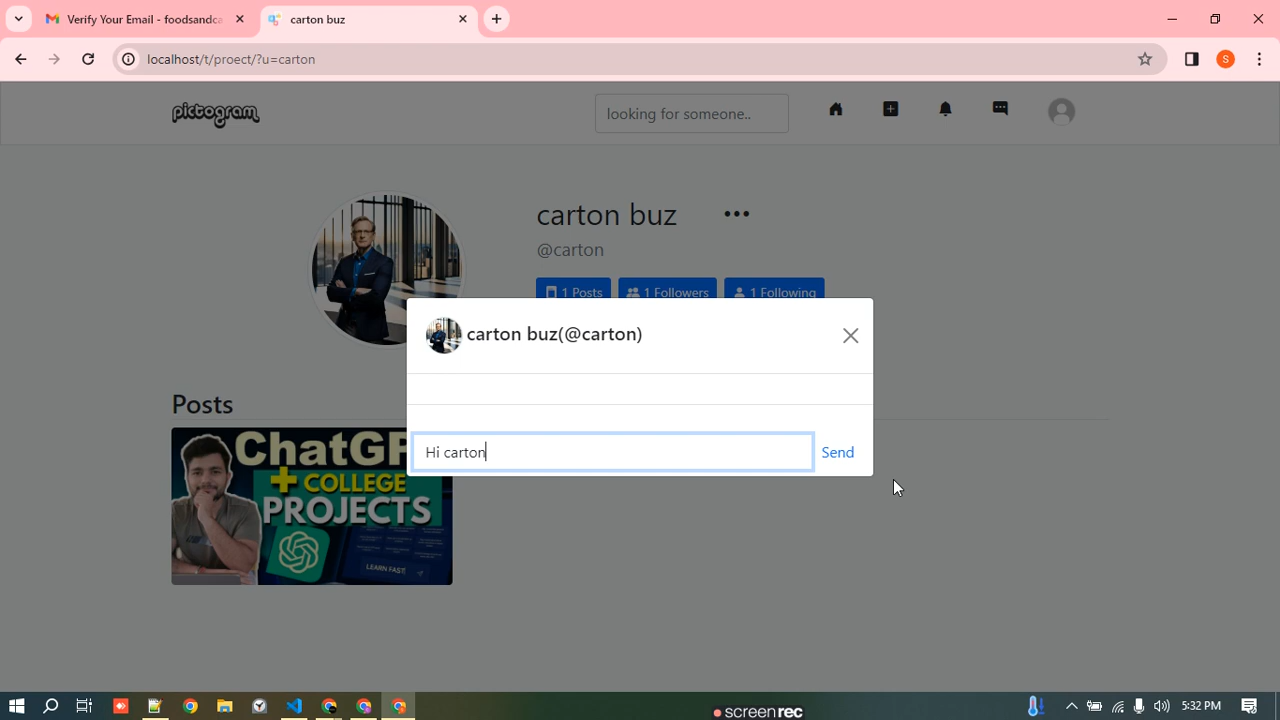 Verify Your Email - foodsandca
carton buz
localhost/t/proect/?u=carton
S
pictogram
looking for someone..
carton buz
@carton
1 Posts
1 Followers
1 Following
carton buz(@carton)
Hi carton
Send
Posts
ChatGP
+ COLLEGE
PROJECTS
LEARN FAST!
screenrec
5:32 PM